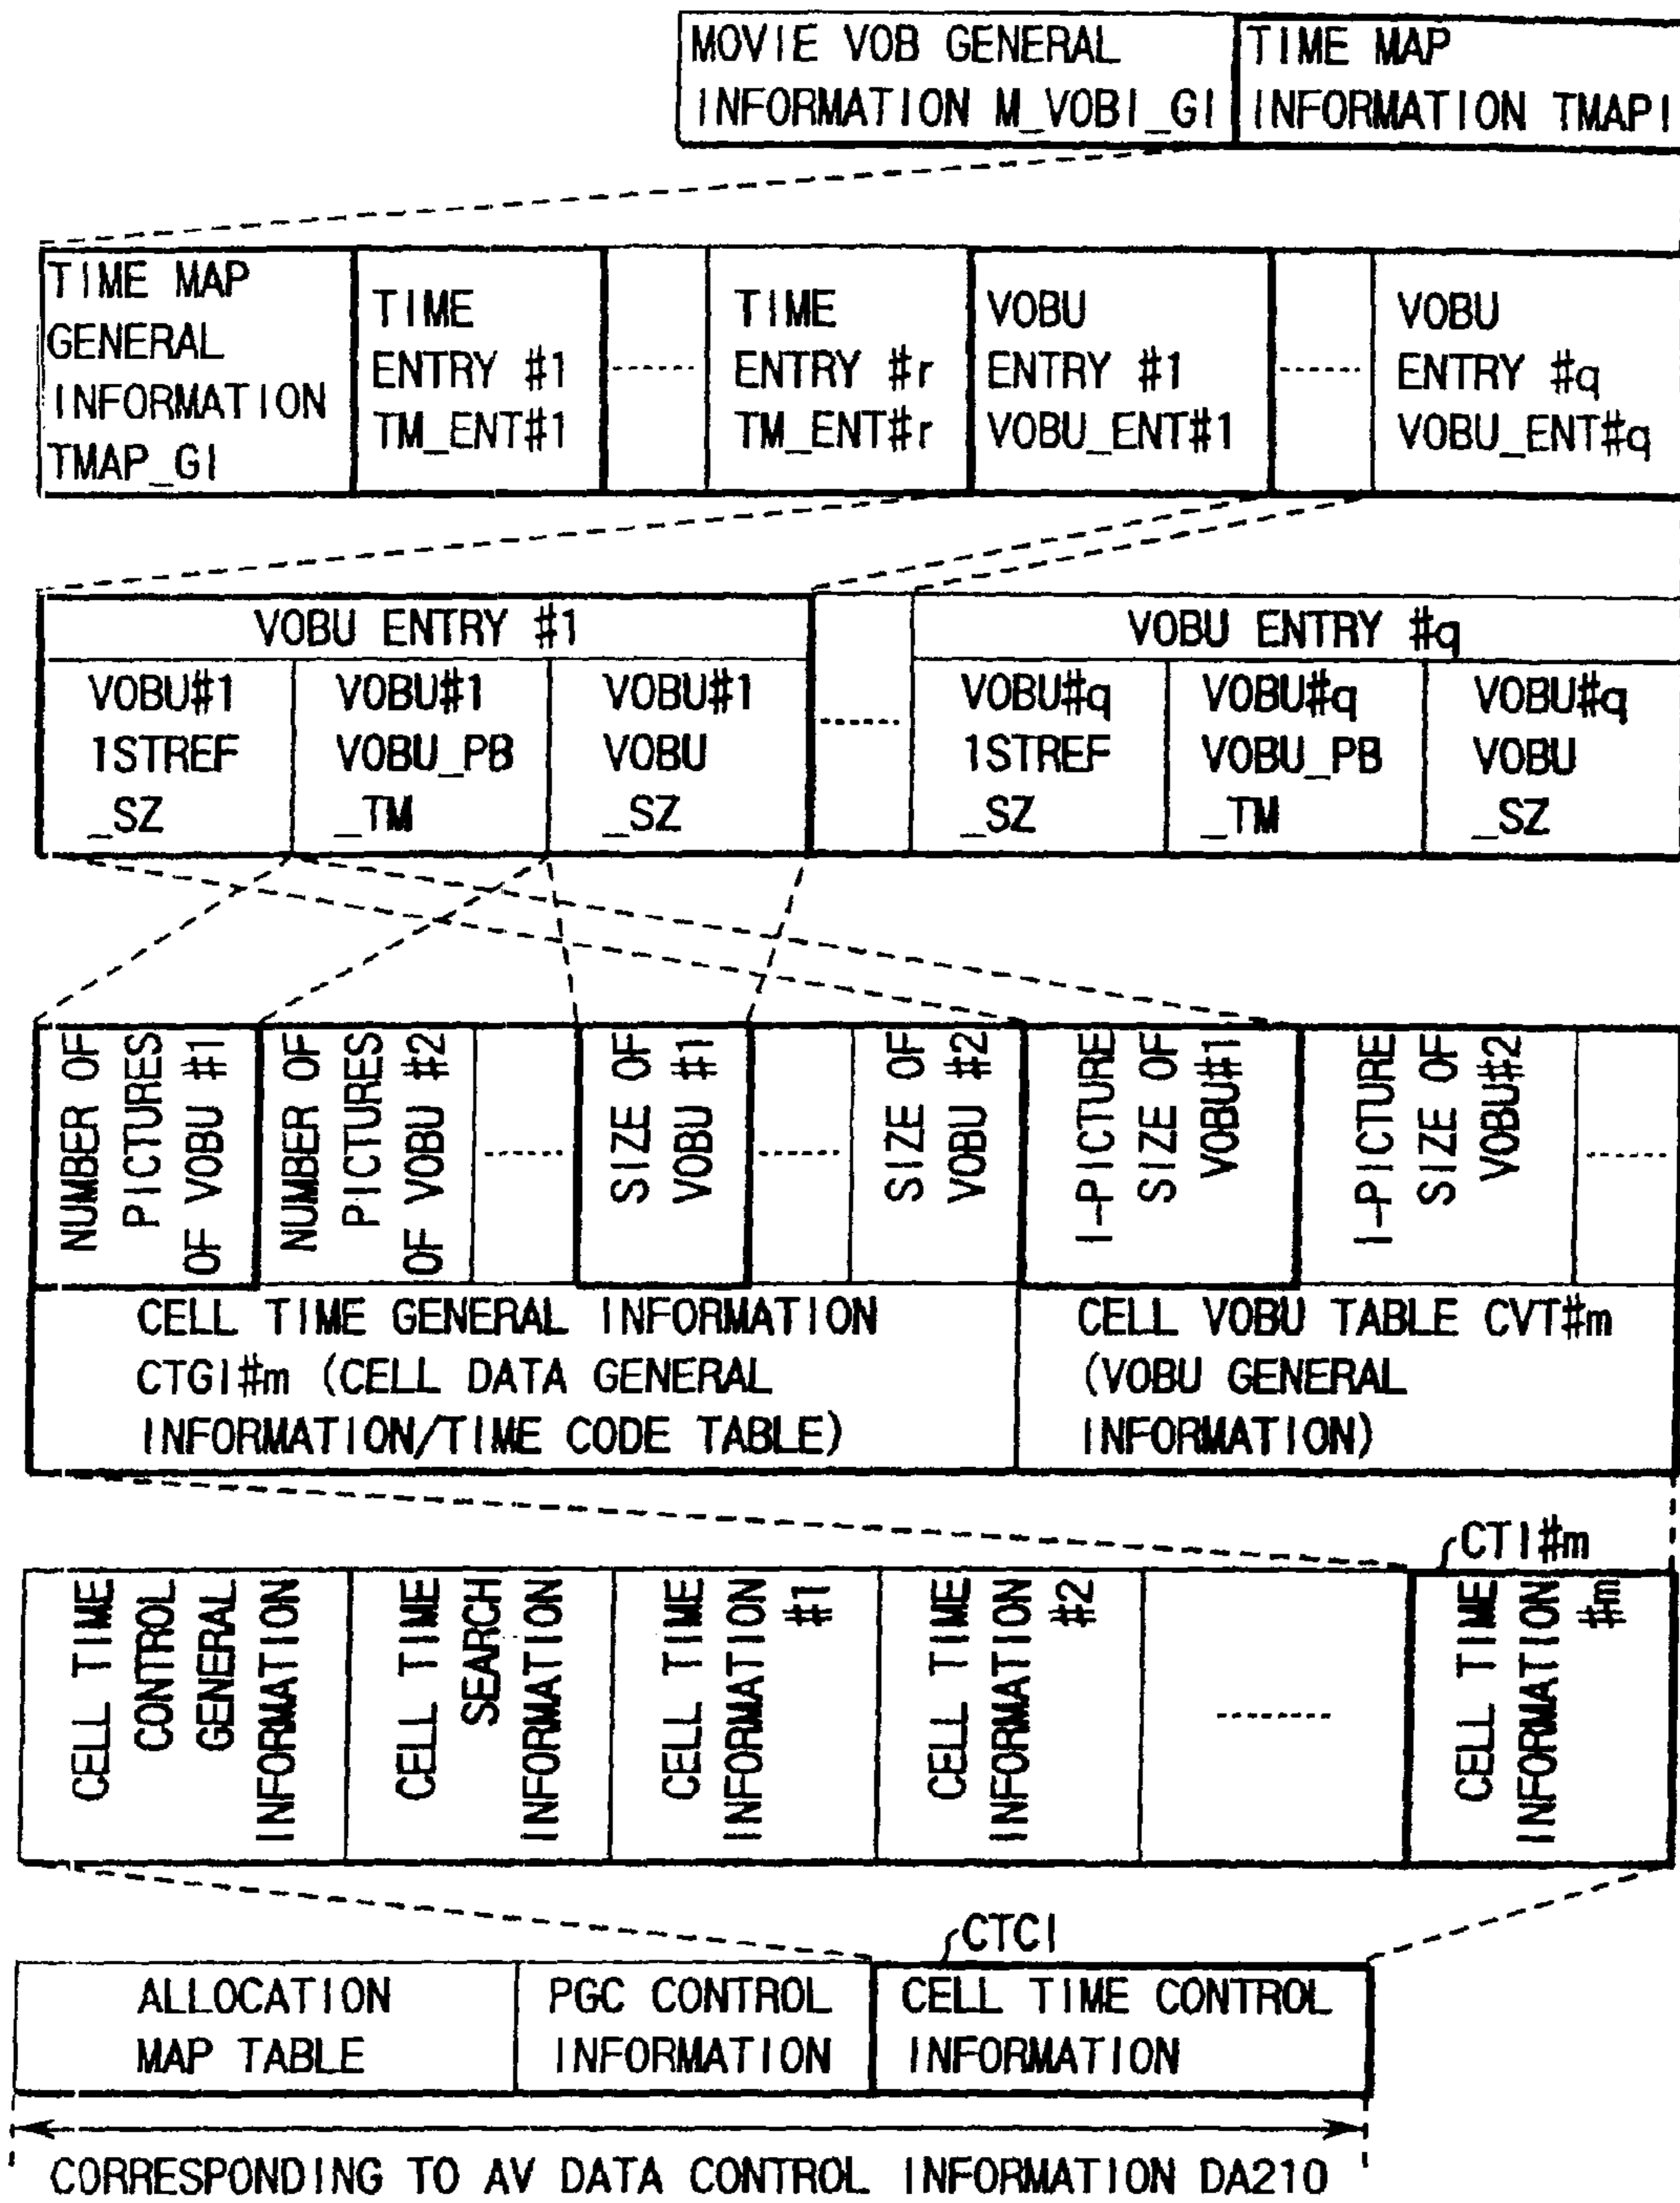 MOVIE VOB GENERAL
INFORMATION M_VOBI_GI
TIME MAP
INFORMATION TMAPI
TIME MAP
GENERAL
INFORMATION
TMAP_GI
TIME
ENTRY #1
TM_ENT#1
TIME
ENTRY #r
TM_ENT#r
VOBU
ENTRY #1
VOBU_ENT#1
VOBU
ENTRY #q
VOBU_ENT#q
VOBU ENTRY #1
VOBU#1
1STREF
_SZ
VOBU#1
VOBU_PB
_TM
VOBU#1
VOBU
_SZ
VOBU ENTRY #q
VOBU#q
1STREF
_SZ
VOBU#q
VOBU_PB
_TM
VOBU#q
VOBU
_SZ
NUMBER OF
PICTURES
OF VOBU #1
NUMBER OF
PICTURES
OF VOBU #2
SIZE OF
VOBU #1
SIZE OF
VOBU #2
I-PICTURE
SIZE OF
VOBU#1
I-PICTURE
SIZE OF
VOBU#2
CELL TIME GENERAL INFORMATION
CTGI#m (CELL DATA GENERAL
INFORMATION/TIME CODE TABLE)
CELL VOBU TABLE CVT#m
(VOBU GENERAL
INFORMATION)
CTI#m
CELL TIME
CONTROL
GENERAL
INFORMATION
CELL TIME
SEARCH
INFORMATION
CELL TIME
INFORMATION
#1
CELL TIME
INFORMATION
#2
CELL TIME
INFORMATION
#m
CTCI
ALLOCATION
MAP TABLE
PGC CONTROL
INFORMATION
CELL TIME CONTROL
INFORMATION
CORRESPONDING TO AV DATA CONTROL INFORMATION DA210